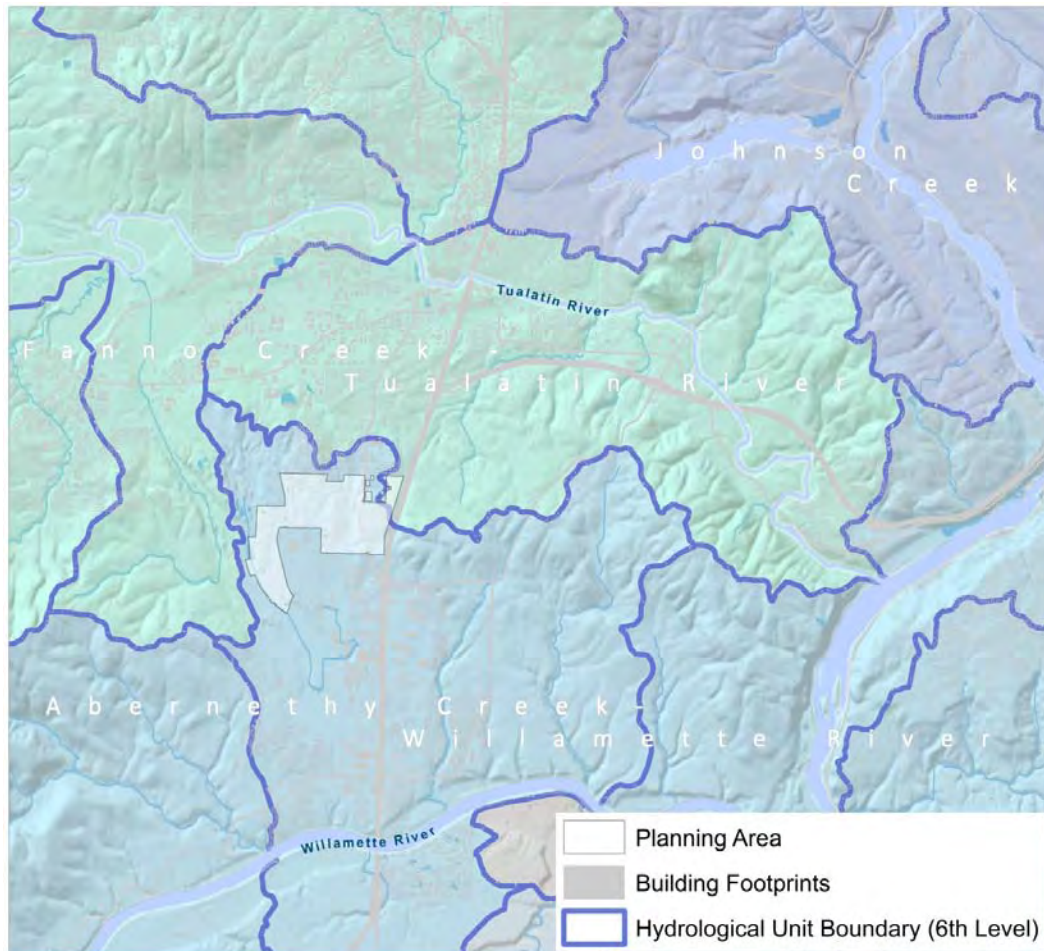 Johnson
Creek
Tualatin River
Fanno Creek -
Tualatin River
Abernethy Creek-
Willamette River
Willamette River
Planning Area
Building Footprints
Hydrological Unit Boundary (6th Level)